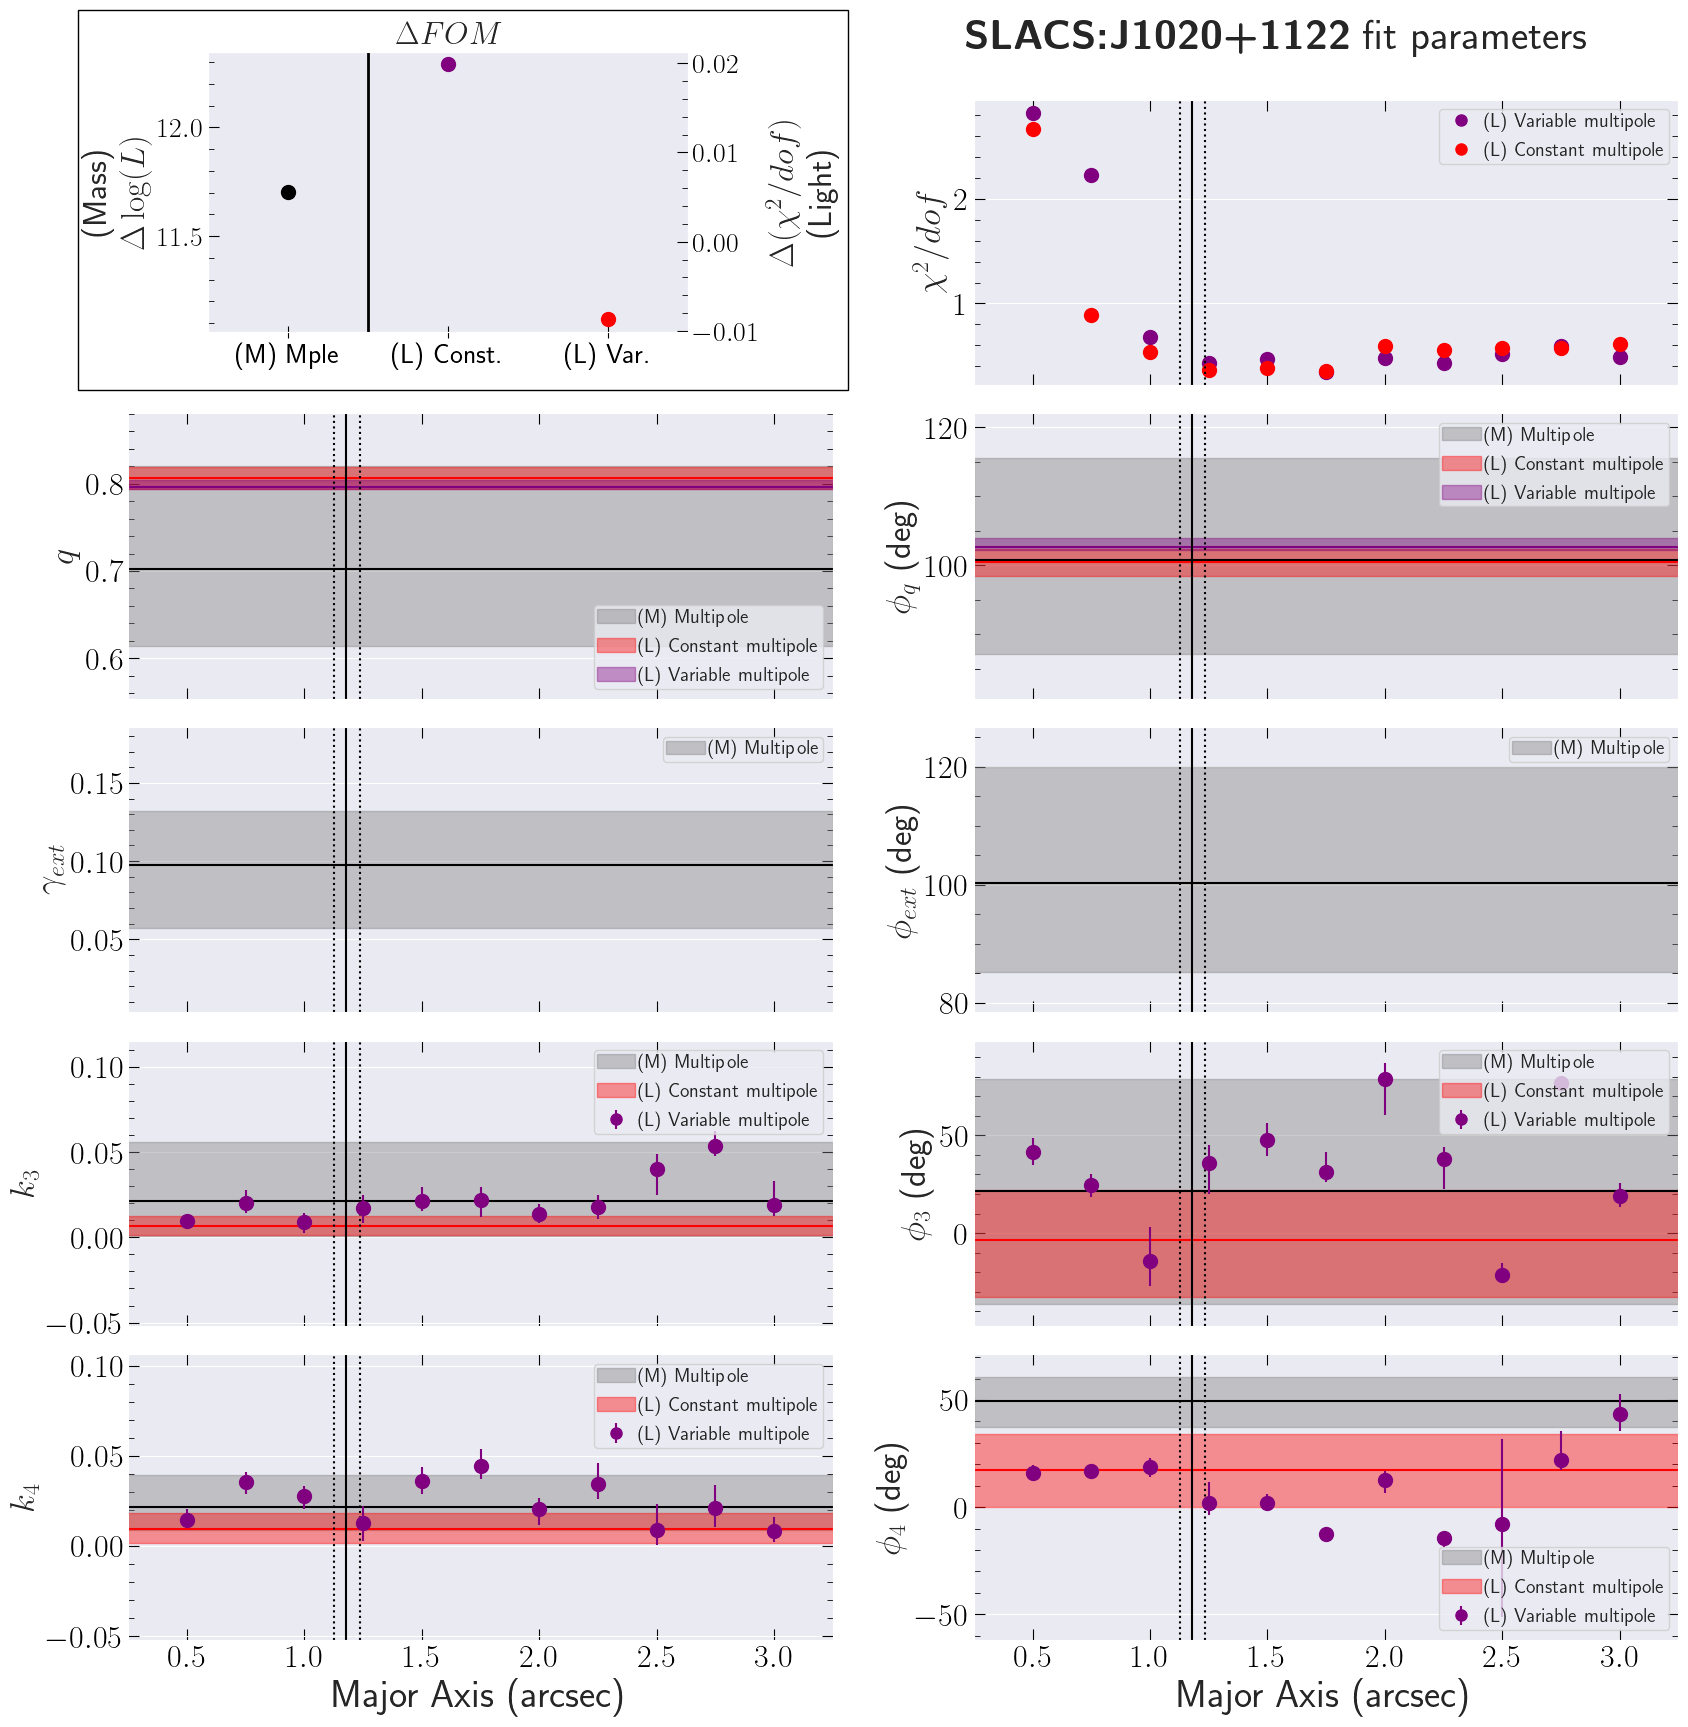 ΔFOM
SLACS:J1020+1122 fit parameters
(Mass)
Δ log(L)
12.0
11.5
0.02
0.01
0.00
−0.01
Δ(χ²/dof)
(Light)
(M) Mple
(L) Const.
(L) Var.
χ²/dof
2
1
(L) Variable multipole
(L) Constant multipole
q
0.8
0.7
0.6
(M) Multipole
(L) Constant multipole
(L) Variable multipole
ϕ_q (deg)
120
100
(M) Multipole
(L) Constant multipole
(L) Variable multipole
γ_ext
0.15
0.10
0.05
(M) Multipole
ϕ_ext (deg)
120
100
80
(M) Multipole
k₃
0.10
0.05
0.00
−0.05
(M) Multipole
(L) Constant multipole
(L) Variable multipole
ϕ₃ (deg)
50
0
(M) Multipole
(L) Constant multipole
(L) Variable multipole
k₄
0.10
0.05
0.00
−0.05
(M) Multipole
(L) Constant multipole
(L) Variable multipole
0.5 1.0 1.5 2.0 2.5 3.0
Major Axis (arcsec)
ϕ₄ (deg)
50
0
−50
(M) Multipole
(L) Constant multipole
(L) Variable multipole
0.5 1.0 1.5 2.0 2.5 3.0
Major Axis (arcsec)